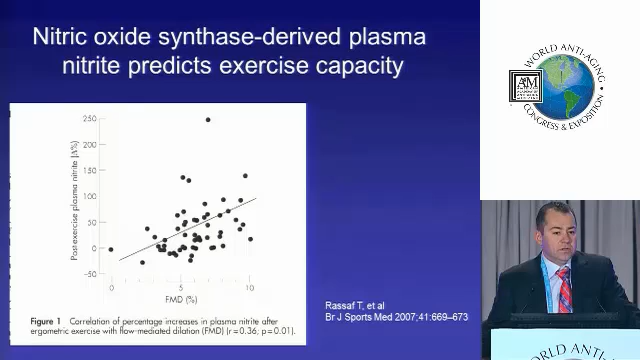 Nitric oxide synthase-derived plasma
nitrite predicts exercise capacity
250
200
150
100
50
0
−50
Post-exercise plasma nitrite [Δ%]
0
5
10
FMD (%)
Figure 1 Correlation of percentage increases in plasma nitrite after
ergometric exercise with flow-mediated dilation (FMD) (r = 0.36; p = 0.01).
Rassaf T, et al
Br J Sports Med 2007;41:669–673
WORLD ANTI-AGING
A4M
CONGRESS & EXPOSITION
WORLD ANTI-A